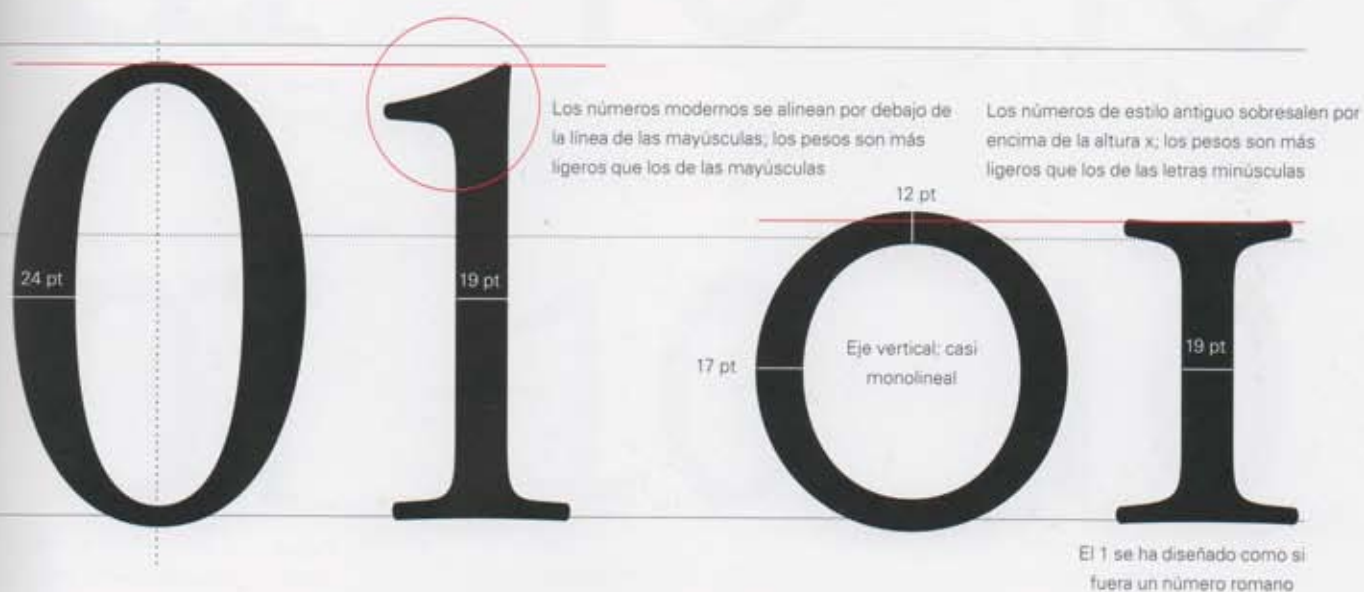 01
Los números modernos se alinean por debajo de
la línea de las mayúsculas; los pesos son más
ligeros que los de las mayúsculas
24 pt
19 pt
Los números de estilo antiguo sobresalen por
encima de la altura x; los pesos son más
ligeros que los de las letras minúsculas
12 pt
17 pt
Eje vertical; casi
monolineal
19 pt
01
El 1 se ha diseñado como si
fuera un número romano